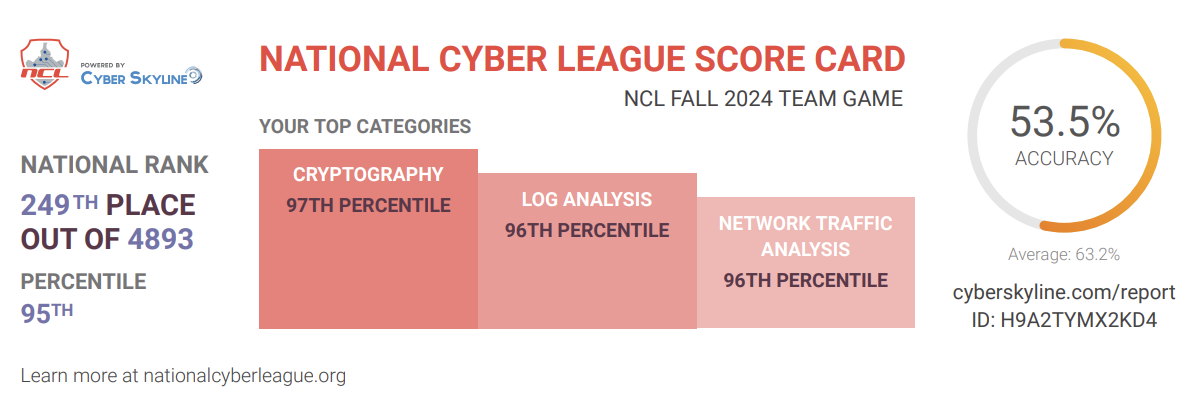 NCL
POWERED BY
CYBER SKYLINE
NATIONAL CYBER LEAGUE SCORE CARD
NCL FALL 2024 TEAM GAME
NATIONAL RANK
249TH PLACE
OUT OF 4893
PERCENTILE
95TH
YOUR TOP CATEGORIES
CRYPTOGRAPHY
97TH PERCENTILE
LOG ANALYSIS
96TH PERCENTILE
NETWORK TRAFFIC
ANALYSIS
96TH PERCENTILE
53.5%
ACCURACY
Average: 63.2%
cyberskyline.com/report
ID: H9A2TYMX2KD4
Learn more at nationalcyberleague.org